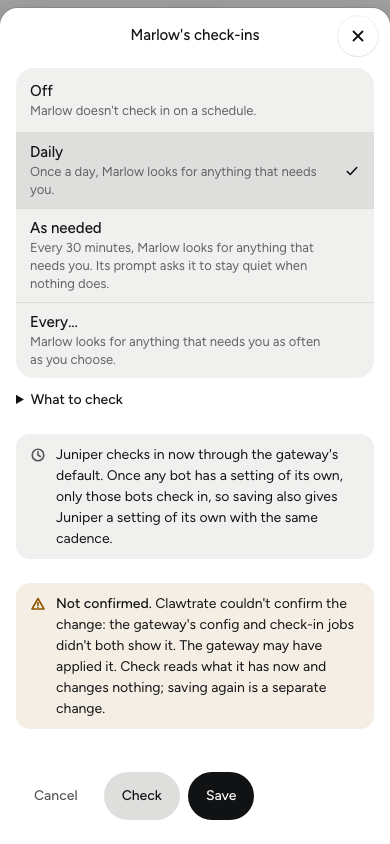 Marlow's check-ins
Off
Marlow doesn't check in on a schedule.
Daily
Once a day, Marlow looks for anything that needs
you.
As needed
Every 30 minutes, Marlow looks for anything that
needs you. Its prompt asks it to stay quiet when
nothing does.
Every...
Marlow looks for anything that needs you as often
as you choose.
What to check
Juniper checks in now through the gateway's
default. Once any bot has a setting of its own,
only those bots check in, so saving also gives
Juniper a setting of its own with the same
cadence.
Not confirmed. Clawtrate couldn't confirm the
change: the gateway's config and check-in jobs
didn't both show it. The gateway may have
applied it. Check reads what it has now and
changes nothing; saving again is a separate
change.
Cancel
Check
Save